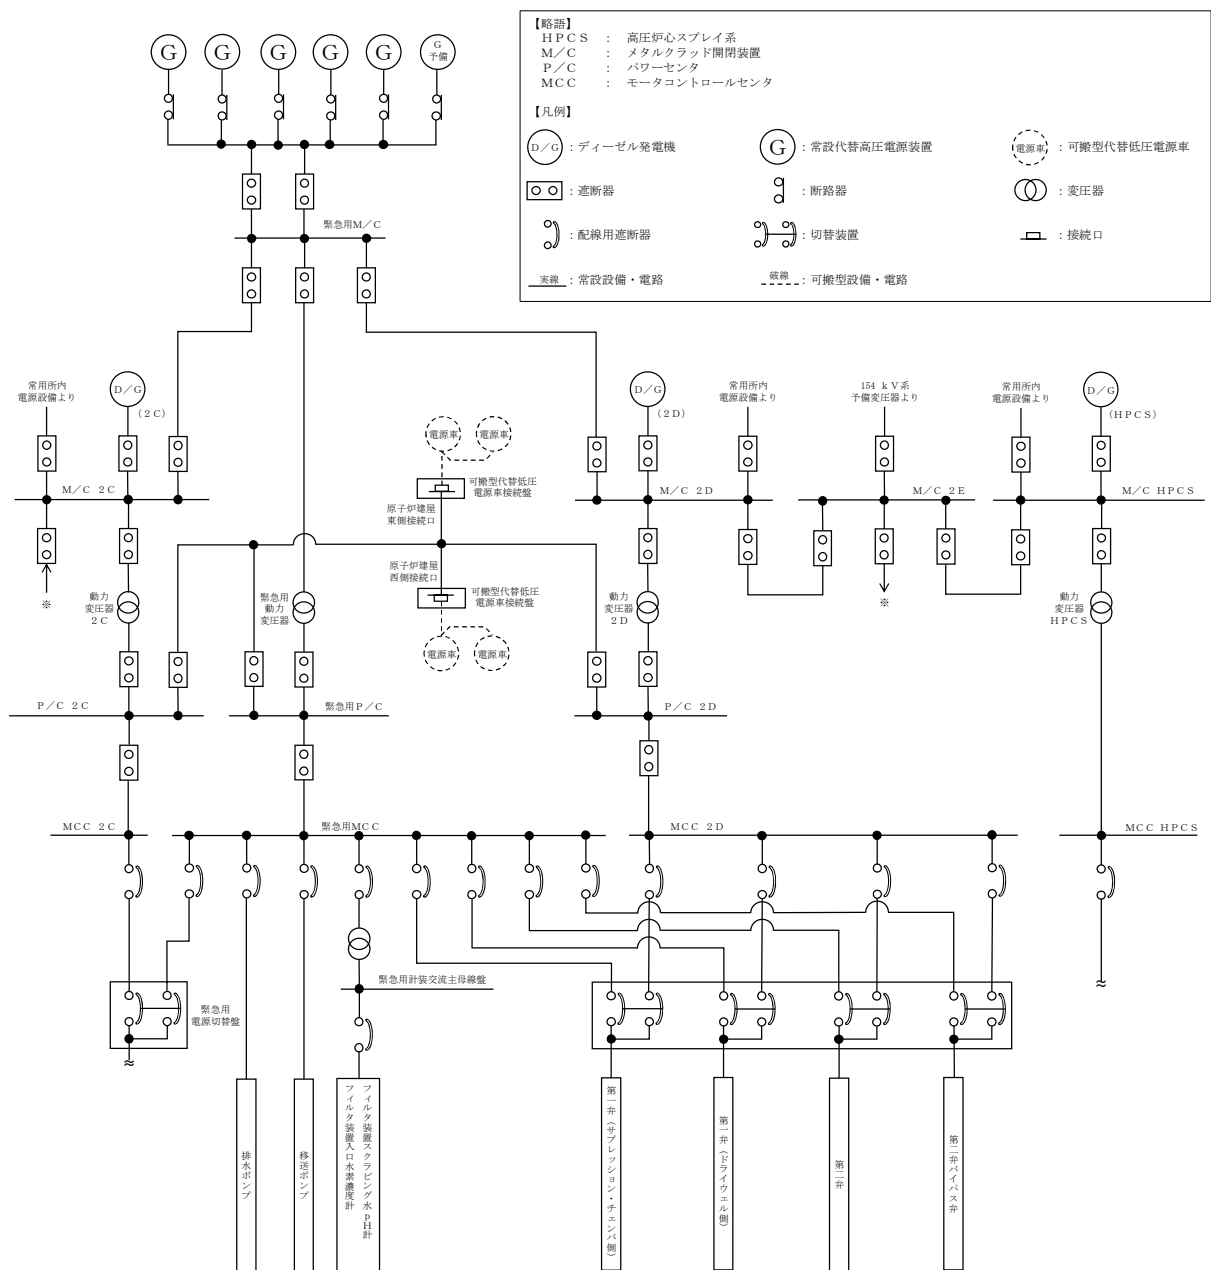 【略語】
HPCS : 高圧炉心スプレイ系
M/C : メタルクラッド開閉装置
P/C : パワーセンタ
MCC : モータコントロールセンタ
【凡例】
D/G : ディーゼル発電機
G : 常設代替高圧電源装置
電源車 : 可搬型代替低圧電源車
: 遮断器
: 断路器
: 変圧器
: 配線用遮断器
: 切替装置
: 接続口
実線 : 常設設備・電路
破線 : 可搬型設備・電路
G
G
G
G
G
G
予備
緊急用M/C
常用所内
電源設備より
D/G
(2C)
D/G
(2D)
常用所内
電源設備より
154 kV系
予備変圧器より
常用所内
電源設備より
D/G
(HPCS)
電源車
電源車
M/C 2C
可搬型代替低圧
電源車接続盤
原子炉建屋
東側接続口
M/C 2D
M/C 2E
M/C HPCS
原子炉建屋
西側接続口
可搬型代替低圧
電源車接続盤
電源車
電源車
※
動力
変圧器
2C
緊急用
動力
変圧器
動力
変圧器
2D
※
動力
変圧器
HPCS
P/C 2C
緊急用P/C
P/C 2D
MCC 2C
緊急用MCC
MCC 2D
MCC HPCS
緊急用
電源切替盤
緊急用計装交流主母線盤
排水ポンプ
移送ポンプ
フィルタ装置スクラビング水pH計
フィルタ装置入口水素濃度計
第一弁(サプレッション・チェンバ側)
第一弁(ドライウェル側)
第二弁
第二弁バイパス弁